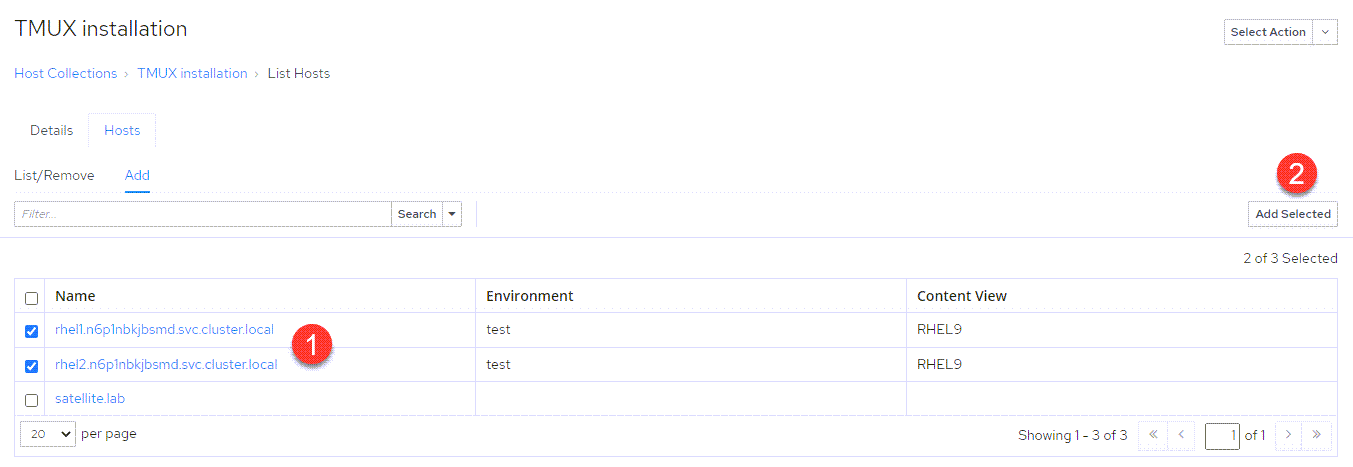 TMUX installation
Select Action
Host Collections › TMUX installation › List Hosts
Details Hosts
List/Remove Add
2
Filter... Search Add Selected
2 of 3 Selected
Name Environment Content View
rhel1.n6p1nbkjbsmd.svc.cluster.local test RHEL9
1
rhel2.n6p1nbkjbsmd.svc.cluster.local test RHEL9
satellite.lab
20 per page Showing 1 - 3 of 3 « ‹ 1 of 1 › »